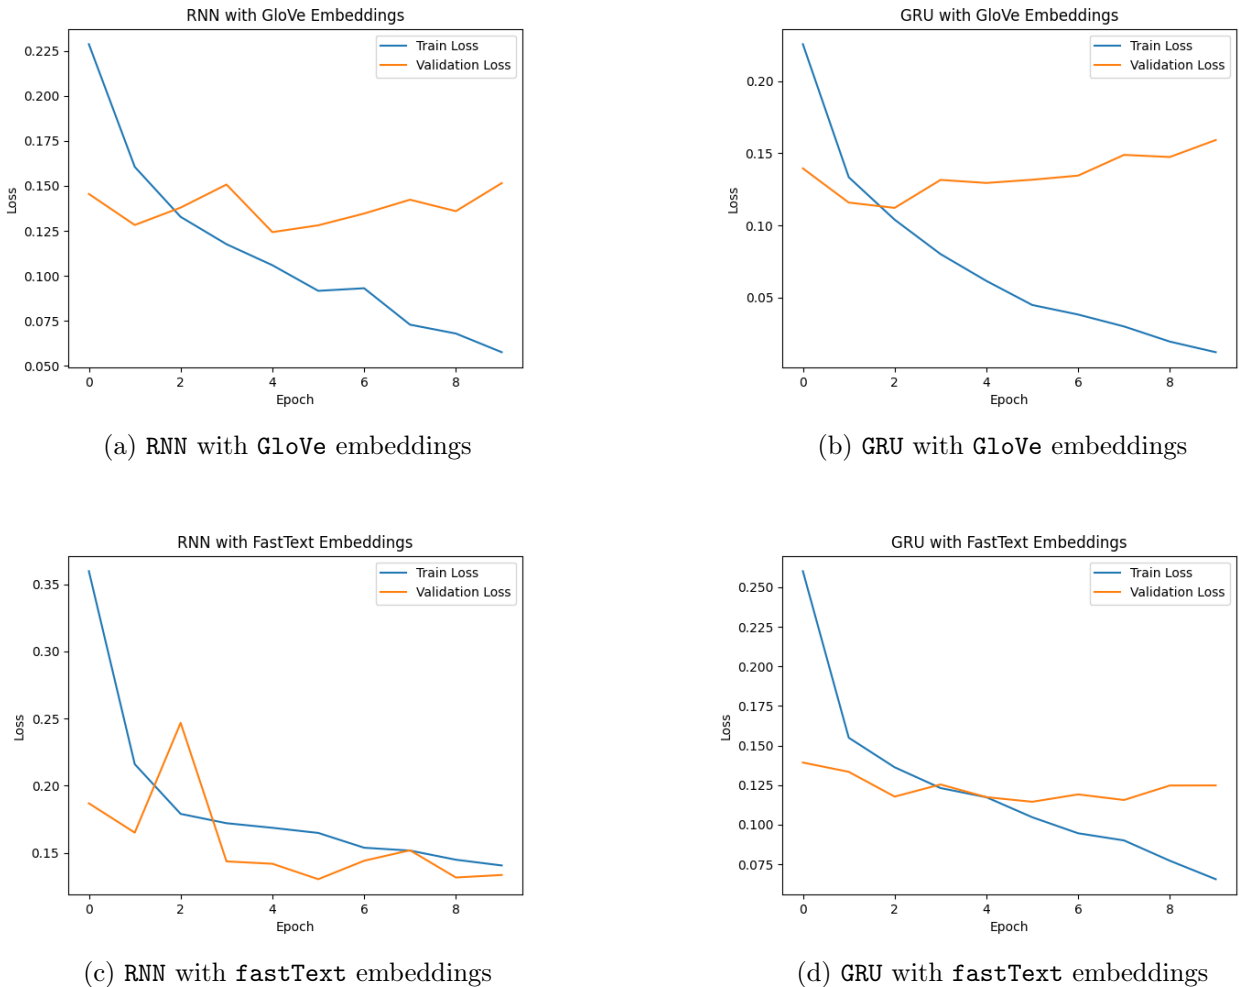 RNN with GloVe Embeddings
Train Loss
Validation Loss
Loss
0.225
0.200
0.175
0.150
0.125
0.100
0.075
0.050
0 2 4 6 8
Epoch
(a) RNN with GloVe embeddings
GRU with GloVe Embeddings
Train Loss
Validation Loss
Loss
0.20
0.15
0.10
0.05
0 2 4 6 8
Epoch
(b) GRU with GloVe embeddings
RNN with FastText Embeddings
Train Loss
Validation Loss
Loss
0.35
0.30
0.25
0.20
0.15
0 2 4 6 8
Epoch
(c) RNN with fastText embeddings
GRU with FastText Embeddings
Train Loss
Validation Loss
Loss
0.250
0.225
0.200
0.175
0.150
0.125
0.100
0.075
0 2 4 6 8
Epoch
(d) GRU with fastText embeddings